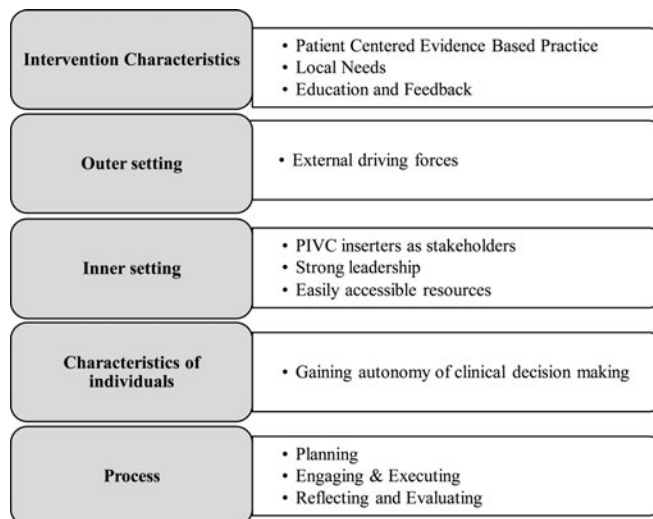 Intervention Characteristics
• Patient Centered Evidence Based Practice
• Local Needs
• Education and Feedback
Outer setting
• External driving forces
Inner setting
• PIVC inserters as stakeholders
• Strong leadership
• Easily accessible resources
Characteristics of
individuals
• Gaining autonomy of clinical decision making
Process
• Planning
• Engaging & Executing
• Reflecting and Evaluating